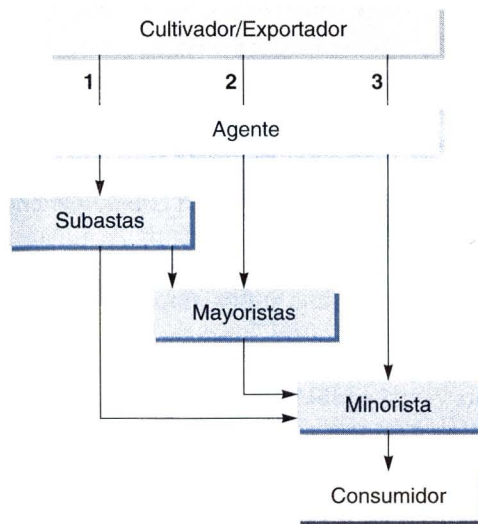 Cultivador/Exportador
1 2 3
Agente
Subastas
Mayoristas
Minorista
Consumidor